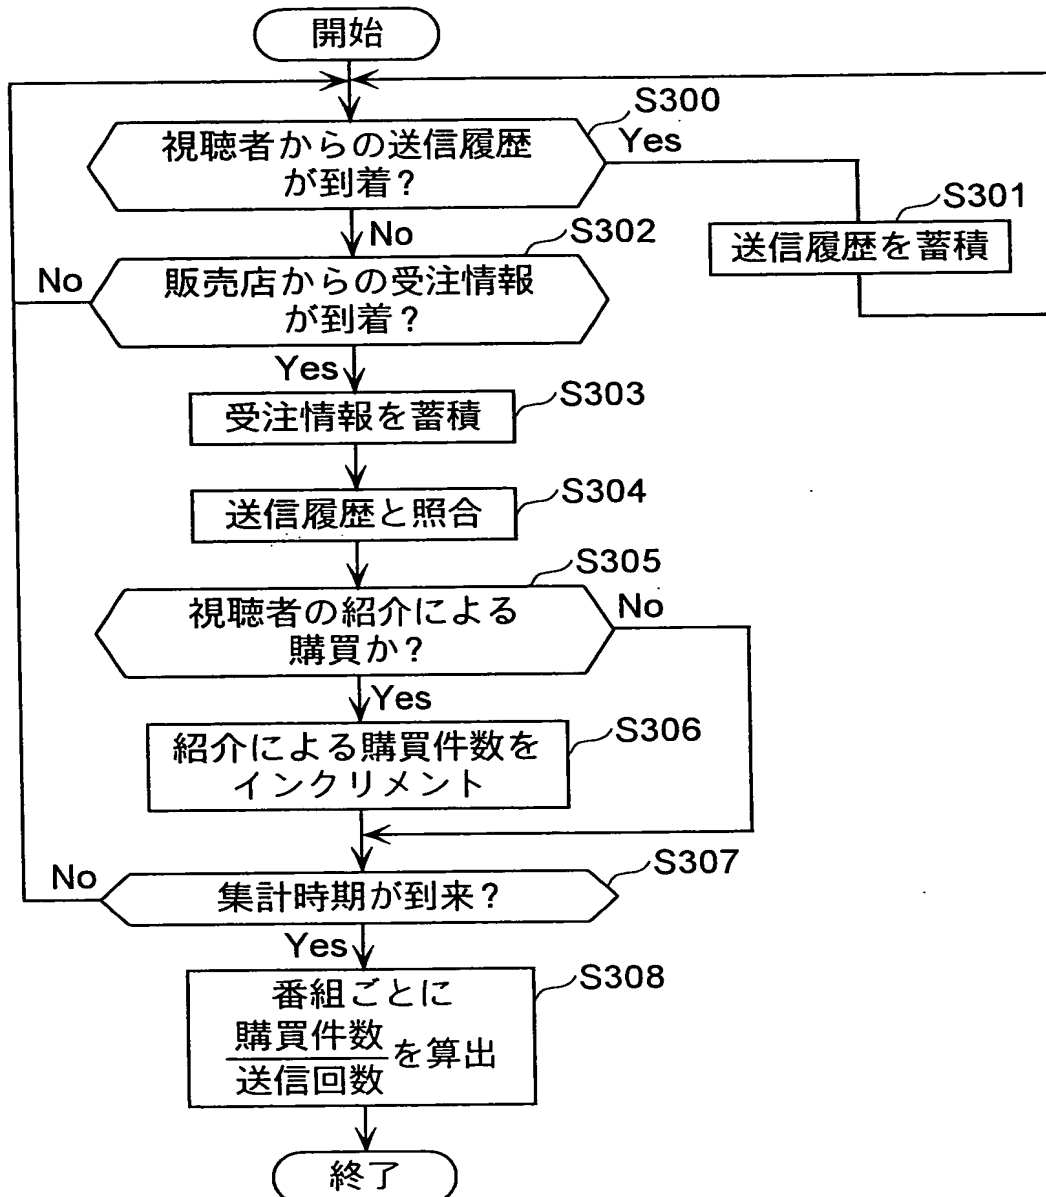 開始
S300
視聴者からの送信履歴
が到着？
Yes
S301
送信履歴を蓄積
No
S302
販売店からの受注情報
が到着？
No
Yes
S303
受注情報を蓄積
S304
送信履歴と照合
S305
視聴者の紹介による
購買か？
No
Yes
S306
紹介による購買件数を
インクリメント
S307
集計時期が到来？
No
Yes
S308
番組ごとに
購買件数
送信回数
を算出
終了